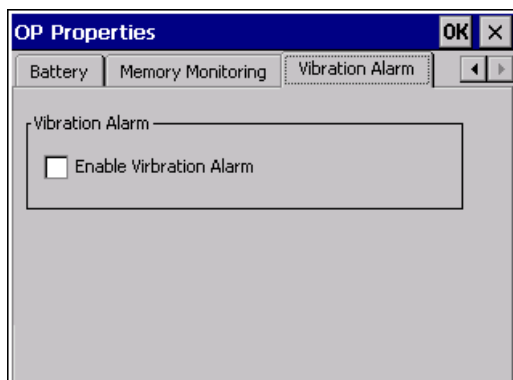 OP Properties OK ×
Battery Memory Monitoring Vibration Alarm
Vibration Alarm
Enable Virbration Alarm